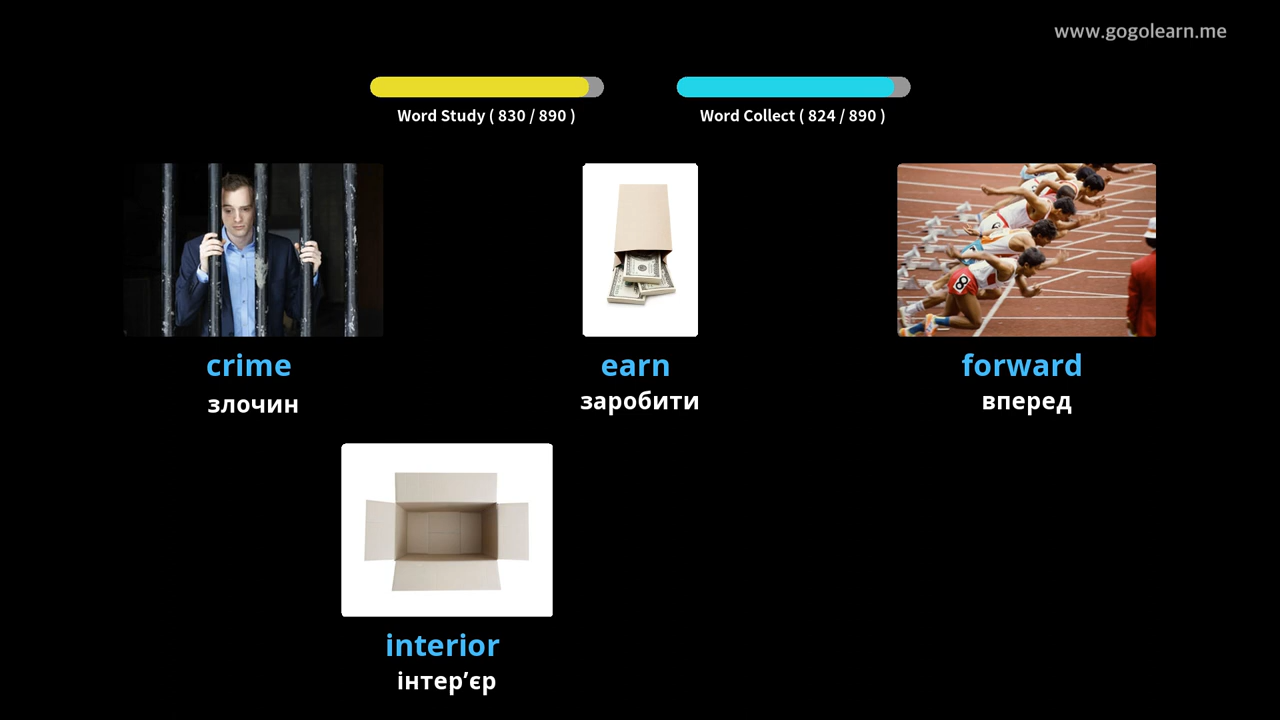 www.gogolearn.me
Word Study ( 830 / 890 )
Word Collect ( 824 / 890 )
crime
earn
forward
злочин
заробити
вперед
interior
інтер’єр